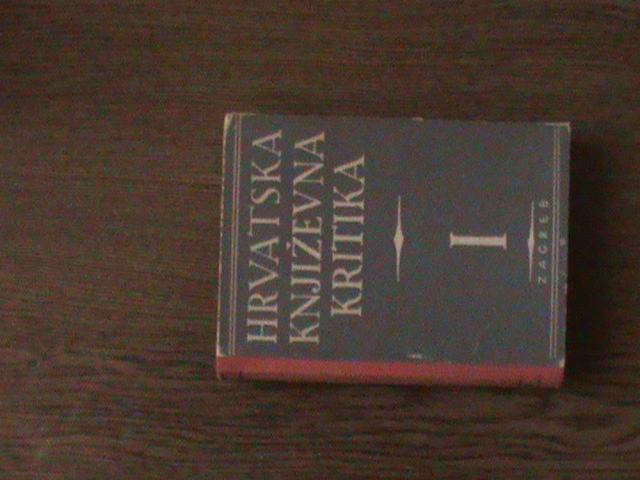 HRVATSKA
KNJIŽEVNA
KRITIKA
I
ZAGREB